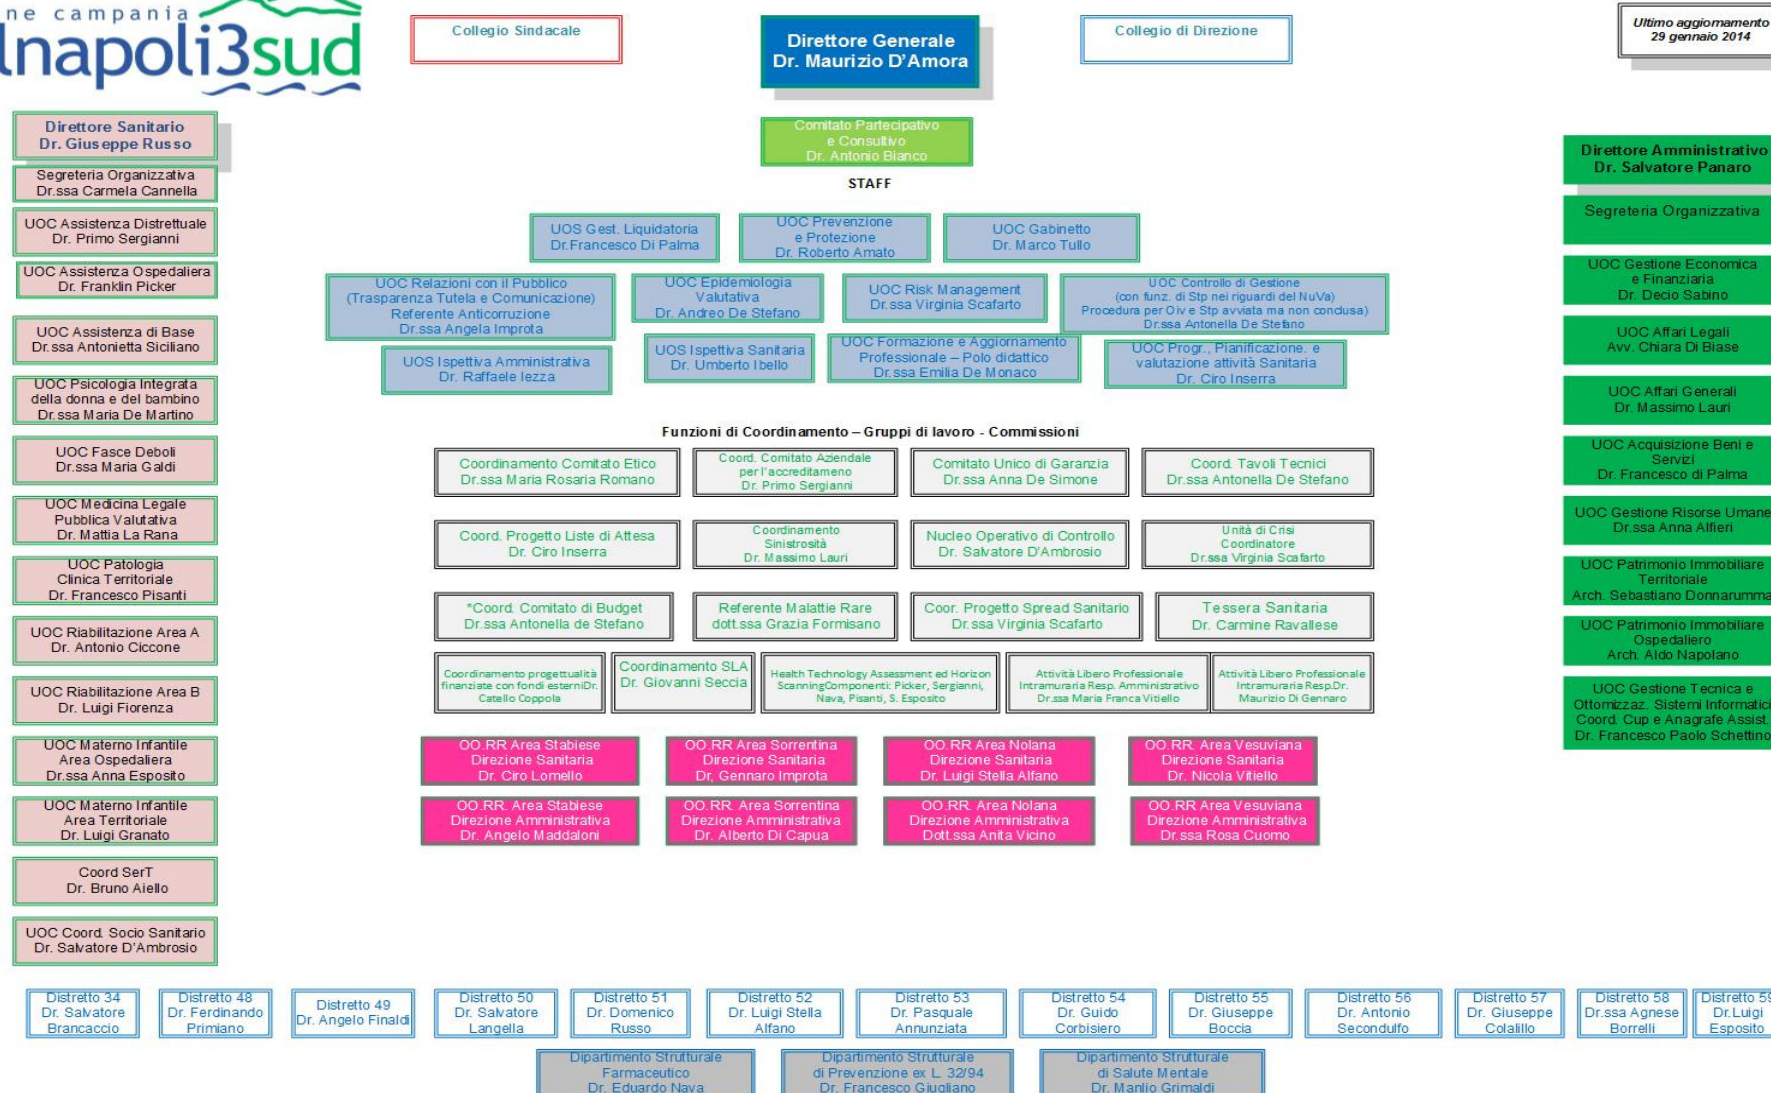 ne campania
lnapoli3sud
Collegio Sindacale
Direttore Generale
Dr. Maurizio D'Amora
Collegio di Direzione
Ultimo aggiornamento
29 gennaio 2014
Comitato Partecipativo
e Consultivo
Dr. Antonio Bianco
STAFF
Direttore Sanitario
Dr. Giuseppe Russo
Segreteria Organizzativa
Dr.ssa Carmela Cannella
UOC Assistenza Distrettuale
Dr. Primo Sergianni
UOC Assistenza Ospedaliera
Dr. Franklin Picker
UOC Assistenza di Base
Dr.ssa Antonietta Siciliano
UOC Psicologia Integrata
della donna e del bambino
Dr.ssa Maria De Martino
UOC Fasce Deboli
Dr.ssa Maria Galdi
UOC Medicina Legale
Pubblica Valutativa
Dr. Mattia La Rana
UOC Patologia
Clinica Territoriale
Dr. Francesco Pisanti
UOC Riabilitazione Area A
Dr. Antonio Ciccone
UOC Riabilitazione Area B
Dr. Luigi Fiorenza
UOC Materno Infantile
Area Ospedaliera
Dr.ssa Anna Esposito
UOC Materno Infantile
Area Territoriale
Dr. Luigi Granato
Coord SerT
Dr. Bruno Aiello
UOC Coord. Socio Sanitario
Dr. Salvatore D'Ambrosio
UOS Gest. Liquidatoria
Dr.Francesco Di Palma
UOC Prevenzione
e Protezione
Dr. Roberto Amato
UOC Gabinetto
Dr. Marco Tullo
UOC Relazioni con il Pubblico
(Trasparenza Tutela e Comunicazione)
Referente Anticorruzione
Dr.ssa Angela Improta
UOC Epidemiologia
Valutativa
Dr. Andreo De Stefano
UOC Risk Management
Dr.ssa Virginia Scafarto
UOC Controllo di Gestione
(con funz. di Stp nei riguardi del NuVa)
Procedura per Oiv e Stp avviata ma non conclusa)
Dr.ssa Antonella De Stefano
UOS Ispettiva Amministrativa
Dr. Raffaele Iezza
UOS Ispettiva Sanitaria
Dr. Umberto Ibello
UOC Formazione e Aggiornamento
Professionale – Polo didattico
Dr.ssa Emilia De Monaco
UOC Progr., Pianificazione. e
valutazione attività Sanitaria
Dr. Ciro Inserra
Funzioni di Coordinamento – Gruppi di lavoro - Commissioni
Coordinamento Comitato Etico
Dr.ssa Maria Rosaria Romano
Coord. Comitato Aziendale
per l'accreditameno
Dr. Primo Sergianni
Comitato Unico di Garanzia
Dr.ssa Anna De Simone
Coord. Tavoli Tecnici
Dr.ssa Antonella De Stefano
Coord. Progetto Liste di Attesa
Dr. Ciro Inserra
Coordinamento
Sinistrosità
Dr. Massimo Lauri
Nucleo Operativo di Controllo
Dr. Salvatore D'Ambrosio
Unità di Crisi
Coordinatore
Dr.ssa Virginia Scafarto
*Coord. Comitato di Budget
Dr.ssa Antonella de Stefano
Referente Malattie Rare
dott.ssa Grazia Formisano
Coor. Progetto Spread Sanitario
Dr.ssa Virginia Scafarto
Tessera Sanitaria
Dr. Carmine Ravallese
Coordinamento progettualità
finanziate con fondi esterniDr.
Catello Coppola
Coordinamento SLA
Dr. Giovanni Seccia
Health Technology Assessment ed Horizon
ScanningComponenti: Picker, Sergianni,
Nava, Pisanti, S. Esposito
Attività Libero Professionale
Intramuraria Resp. Amministrativo
Dr.ssa Maria Franca Vitiello
Attività Libero Professionale
Intramuraria Resp.Dr.
Maurizio Di Gennaro
OO.RR Area Stabiese
Direzione Sanitaria
Dr. Ciro Lomello
OO.RR Area Sorrentina
Direzione Sanitaria
Dr, Gennaro Improta
OO.RR. Area Nolana
Direzione Sanitaria
Dr. Luigi Stella Alfano
OO.RR. Area Vesuviana
Direzione Sanitaria
Dr. Nicola Vitiello
OO.RR. Area Stabiese
Direzione Amministrativa
Dr. Angelo Maddaloni
OO.RR. Area Sorrentina
Direzione Amministrativa
Dr. Alberto Di Capua
OO.RR. Area Nolana
Direzione Amministrativa
Dott.ssa Anita Vicino
OO.RR Area Vesuviana
Direzione Amministrativa
Dr.ssa Rosa Cuomo
Direttore Amministrativo
Dr. Salvatore Panaro
Segreteria Organizzativa
UOC Gestione Economica
e Finanziaria
Dr. Decio Sabino
UOC Affari Legali
Avv. Chiara Di Biase
UOC Affari Generali
Dr. Massimo Lauri
UOC Acquisizione Beni e
Servizi
Dr. Francesco di Palma
UOC Gestione Risorse Umane
Dr.ssa Anna Alfieri
UOC Patrimonio Immobiliare
Territoriale
Arch. Sebastiano Donnarumma
UOC Patrimonio Immobiliare
Ospedaliero
Arch. Aldo Napolano
UOC Gestione Tecnica e
Ottomizzaz. Sistemi Informatici
Coord. Cup e Anagrafe Assist.
Dr. Francesco Paolo Schettino
Distretto 34
Dr. Salvatore
Brancaccio
Distretto 48
Dr. Ferdinando
Primiano
Distretto 49
Dr. Angelo Finaldi
Distretto 50
Dr. Salvatore
Langella
Distretto 51
Dr. Domenico
Russo
Distretto 52
Dr. Luigi Stella
Alfano
Distretto 53
Dr. Pasquale
Annunziata
Distretto 54
Dr. Guido
Corbisiero
Distretto 55
Dr. Giuseppe
Boccia
Distretto 56
Dr. Antonio
Secondulfo
Distretto 57
Dr. Giuseppe
Colalillo
Distretto 58
Dr.ssa Agnese
Borrelli
Distretto 59
Dr.Luigi
Esposito
Dipartimento Strutturale
Farmaceutico
Dr. Eduardo Nava
Dipartimento Strutturale
di Prevenzione ex L. 32/94
Dr. Francesco Giugliano
Dipartimento Strutturale
di Salute Mentale
Dr. Manlio Grimaldi